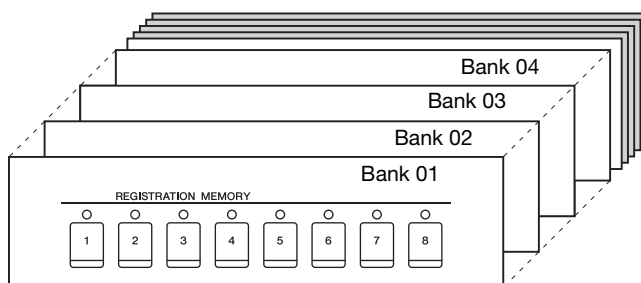 Bank 04
Bank 03
Bank 02
Bank 01
REGISTRATION MEMORY
1 2 3 4 5 6 7 8